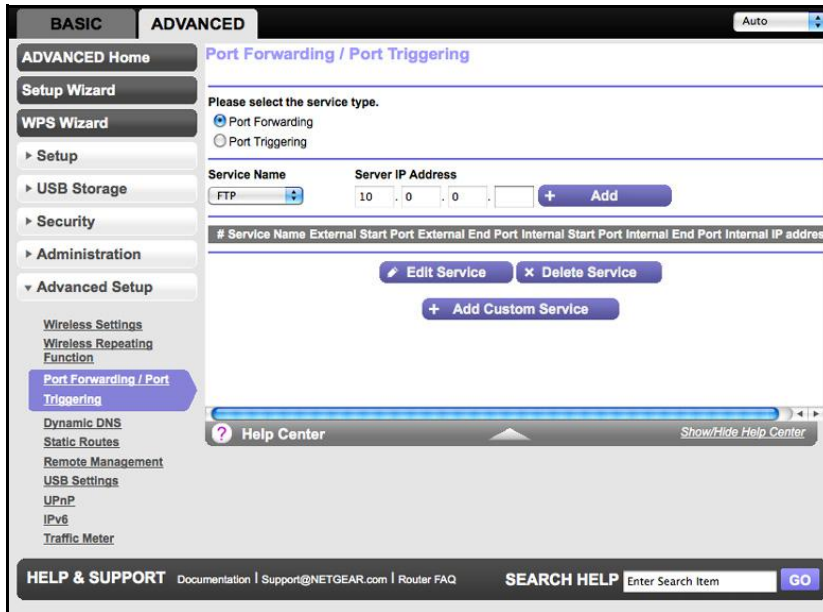 BASIC
ADVANCED
Auto
ADVANCED Home
Setup Wizard
WPS Wizard
Setup
USB Storage
Security
Administration
Advanced Setup
Wireless Settings
Wireless Repeating
Function
Port Forwarding / Port
Triggering
Dynamic DNS
Static Routes
Remote Management
USB Settings
UPnP
IPv6
Traffic Meter
Port Forwarding / Port Triggering
Please select the service type.
Port Forwarding
Port Triggering
Service Name Server IP Address
FTP 10 . 0 . 0 . + Add
# Service Name External Start Port External End Port Internal Start Port Internal End Port Internal IP addres
Edit Service × Delete Service
+ Add Custom Service
? Help Center Show/Hide Help Center
HELP & SUPPORT Documentation | Support@NETGEAR.com | Router FAQ SEARCH HELP Enter Search Item GO